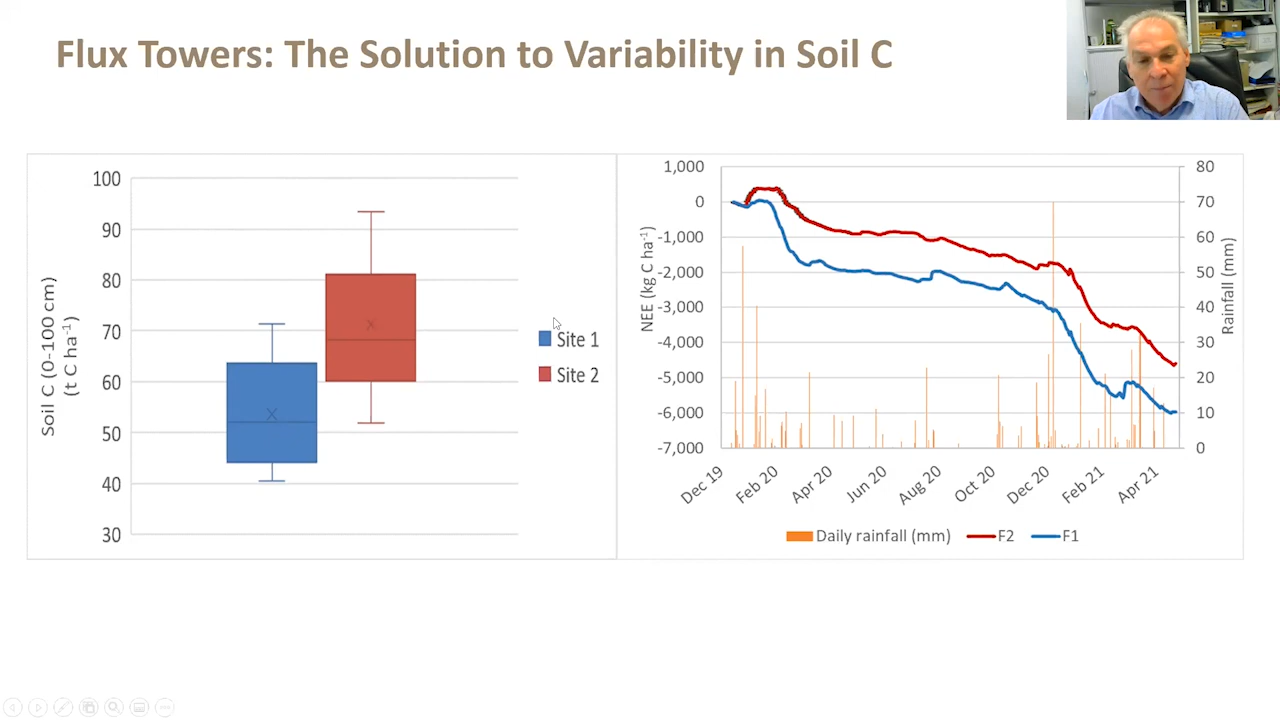 Flux Towers: The Solution to Variability in Soil C
Soil C (0-100 cm)
(t C ha⁻¹)
100
90
80
70
60
50
40
30
Site 1
Site 2
NEE (kg C ha⁻¹)
1,000
0
-1,000
-2,000
-3,000
-4,000
-5,000
-6,000
-7,000
80
70
60
50
40
30
20
10
0
Rainfall (mm)
Dec 19
Feb 20
Apr 20
Jun 20
Aug 20
Oct 20
Dec 20
Feb 21
Apr 21
Daily rainfall (mm)
F2
F1